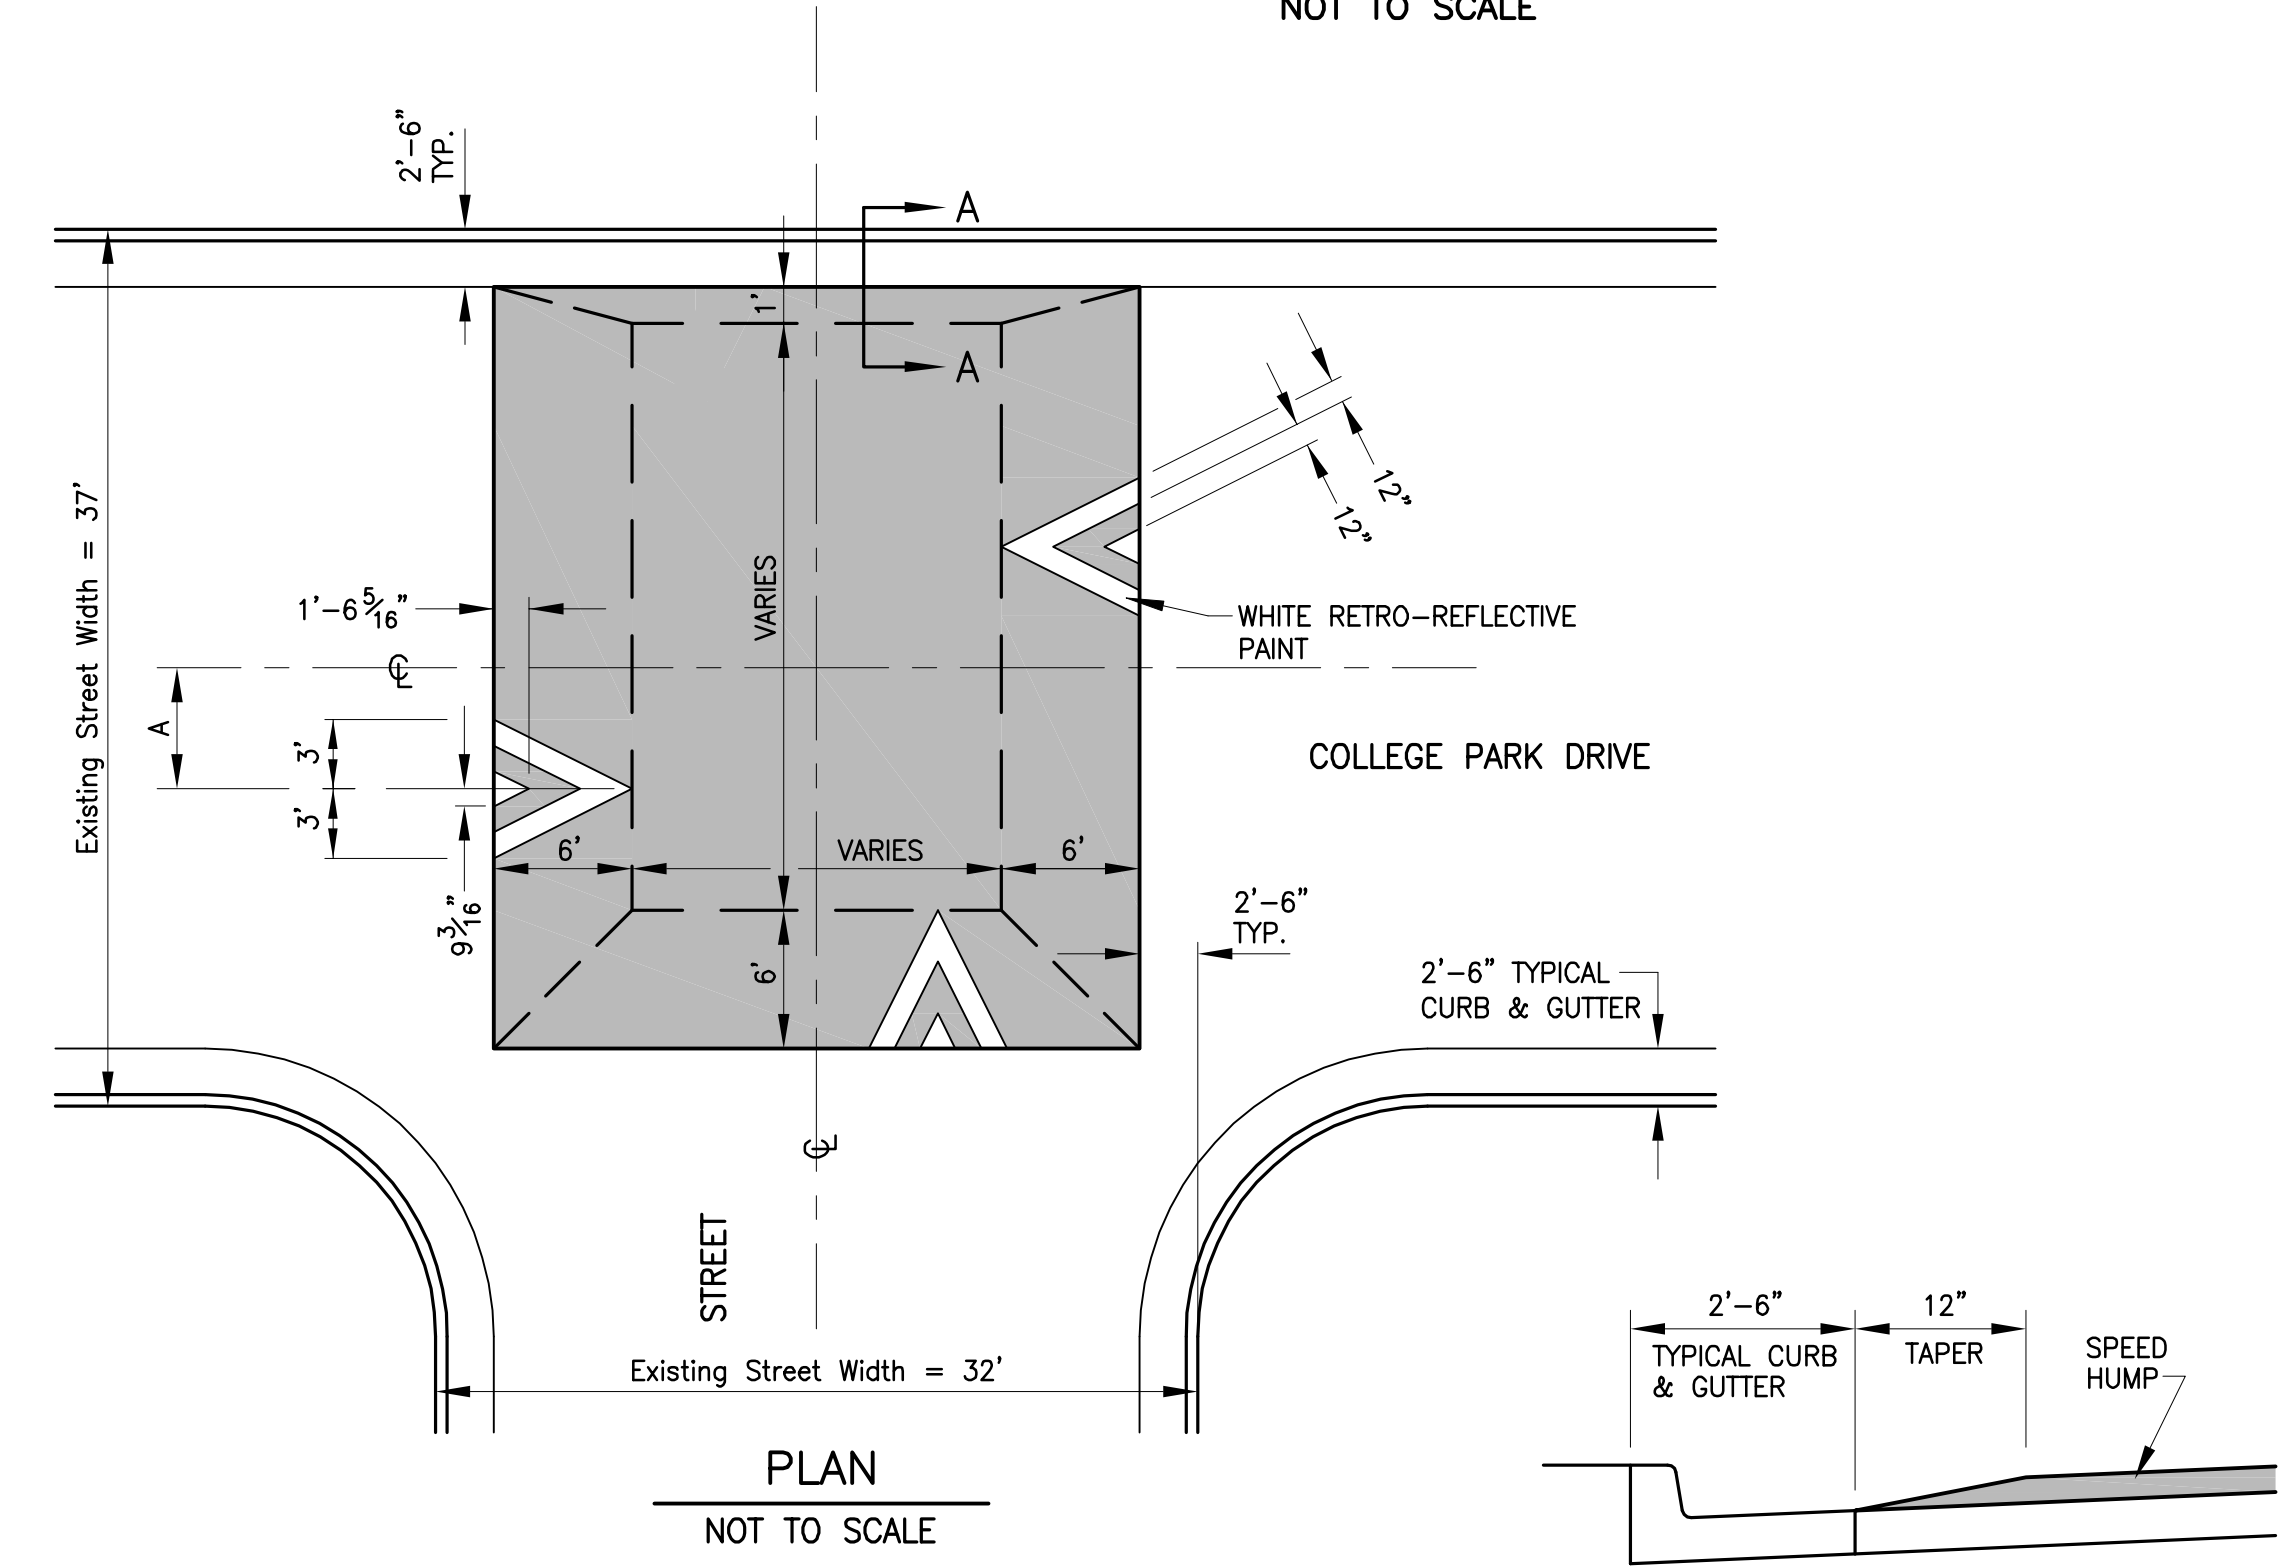 NOT TO SCALE
2'-6"
TYP.
A
1'
A
12"
12"
Existing Street Width = 37'
VARIES
1'-6 5/16"
WHITE RETRO-REFLECTIVE
PAINT
CL
A
3'
3'
COLLEGE PARK DRIVE
6'
VARIES
6'
9 3/16"
6'
2'-6"
TYP.
2'-6" TYPICAL
CURB & GUTTER
CL
STREET
Existing Street Width = 32'
2'-6"
TYPICAL CURB
& GUTTER
12"
TAPER
SPEED
HUMP
PLAN
NOT TO SCALE